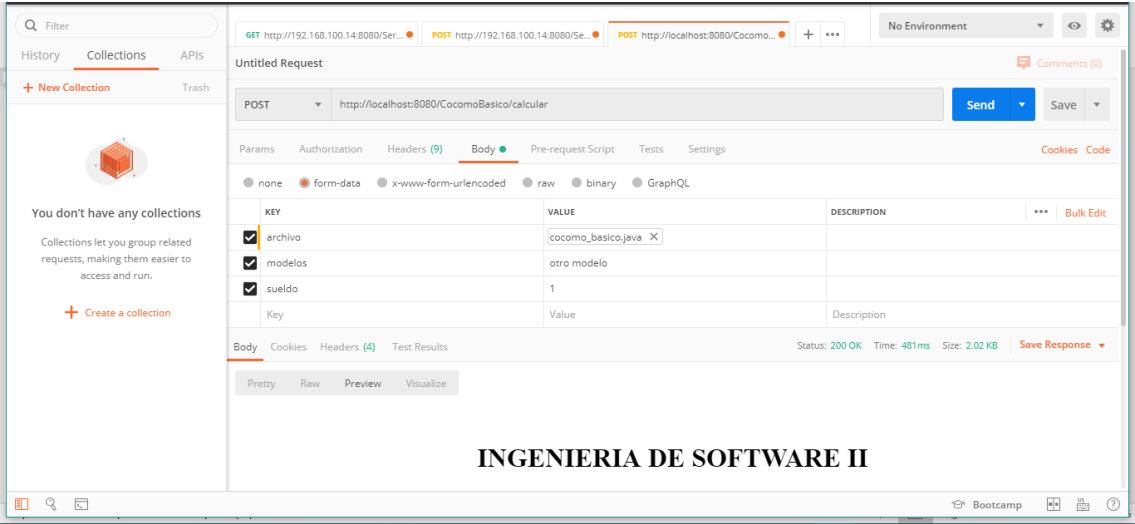 Filter
History Collections APIs
+ New Collection Trash
You don't have any collections
Collections let you group related
requests, making them easier to
access and run.
+ Create a collection
GET http://192.168.100.14:8080/Ser...
POST http://192.168.100.14:8080/Se...
POST http://localhost:8080/Cocomo...
+ •••
No Environment
Untitled Request
Comments (0)
POST http://localhost:8080/CocomoBasico/calcular
Send Save
Params Authorization Headers (9) Body Pre-request Script Tests Settings
Cookies Code
none form-data x-www-form-urlencoded raw binary GraphQL
KEY VALUE DESCRIPTION ••• Bulk Edit
archivo cocomo_basico.java X
modelos otro modelo
sueldo 1
Key Value Description
Body Cookies Headers (4) Test Results
Status: 200 OK Time: 481ms Size: 2.02 KB Save Response
Pretty Raw Preview Visualize
INGENIERIA DE SOFTWARE II
Bootcamp